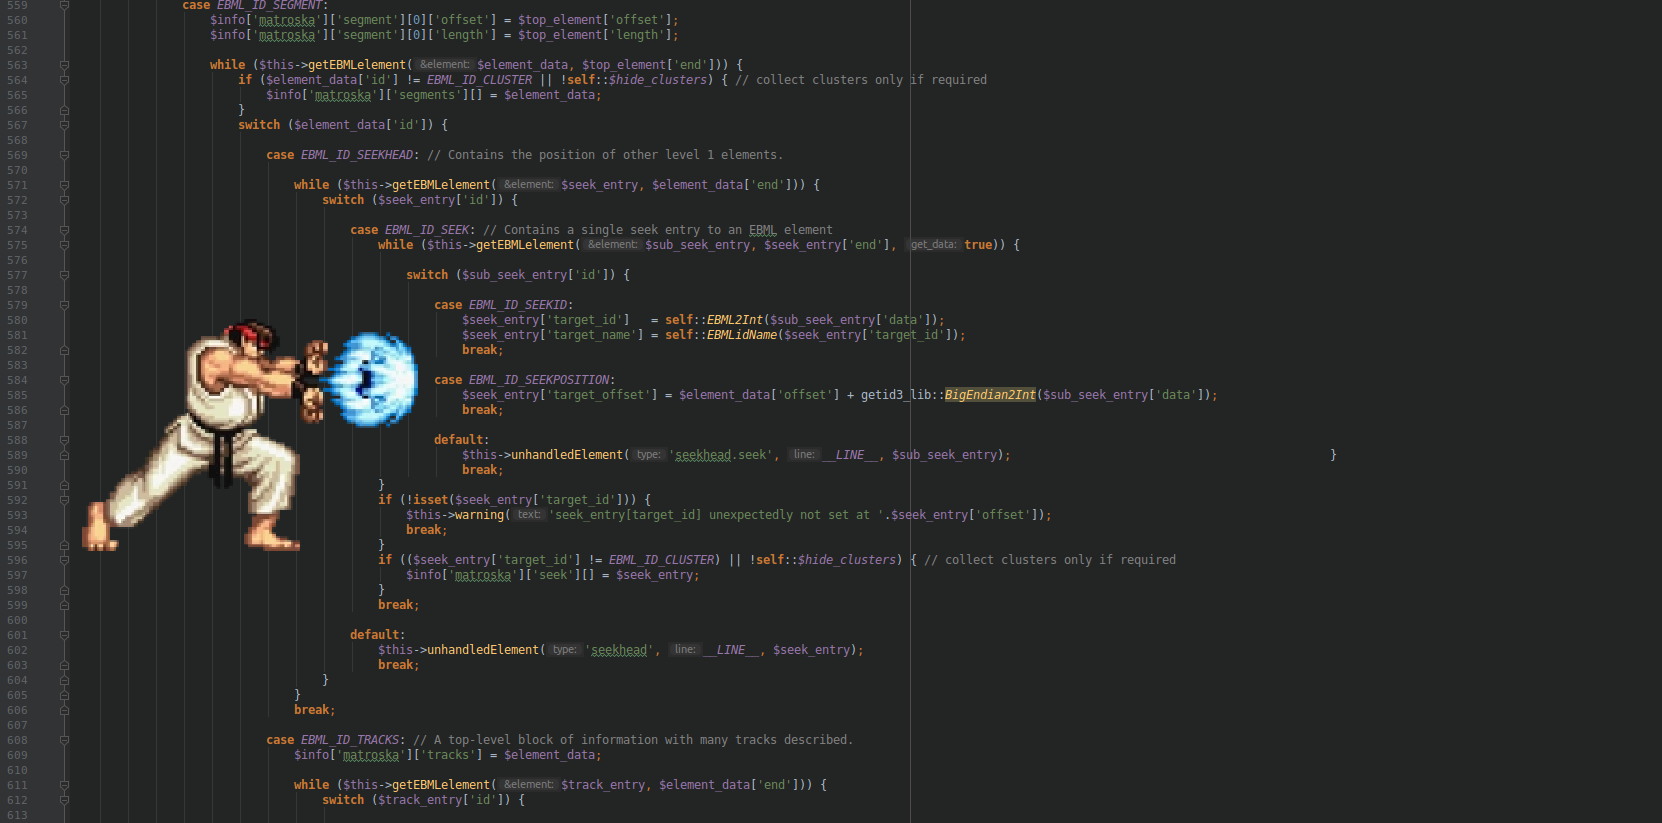 559 case EBML_ID_SEGMENT:
560 $info['matroska']['segment'][0]['offset'] = $top_element['offset'];
561 $info['matroska']['segment'][0]['length'] = $top_element['length'];
562
563 while ($this->getEBMLelement( &element: $element_data, $top_element['end'])) {
564 if ($element_data['id'] != EBML_ID_CLUSTER || !self::$hide_clusters) { // collect clusters only if required
565 $info['matroska']['segments'][] = $element_data;
566 }
567 switch ($element_data['id']) {
568
569 case EBML_ID_SEEKHEAD: // Contains the position of other level 1 elements.
570
571 while ($this->getEBMLelement( &element: $seek_entry, $element_data['end'])) {
572 switch ($seek_entry['id']) {
573
574 case EBML_ID_SEEK: // Contains a single seek entry to an EBML element
575 while ($this->getEBMLelement( &element: $sub_seek_entry, $seek_entry['end'], get_data: true)) {
576
577 switch ($sub_seek_entry['id']) {
578
579 case EBML_ID_SEEKID:
580 $seek_entry['target_id']   = self::EBML2Int($sub_seek_entry['data']);
581 $seek_entry['target_name'] = self::EBMLidName($seek_entry['target_id']);
582 break;
583
584 case EBML_ID_SEEKPOSITION:
585 $seek_entry['target_offset'] = $element_data['offset'] + getid3_lib::BigEndian2Int($sub_seek_entry['data']);
586 break;
587
588 default:
589 $this->unhandledElement( type: 'seekhead.seek', line: __LINE__, $sub_seek_entry); }
590 break;
591 }
592 if (!isset($seek_entry['target_id'])) {
593 $this->warning( text: 'seek_entry[target_id] unexpectedly not set at '.$seek_entry['offset']);
594 break;
595 }
596 if (($seek_entry['target_id'] != EBML_ID_CLUSTER) || !self::$hide_clusters) { // collect clusters only if required
597 $info['matroska']['seek'][] = $seek_entry;
598 }
599 break;
600
601 default:
602 $this->unhandledElement( type: 'seekhead', line: __LINE__, $seek_entry);
603 break;
604 }
605 }
606 break;
607
608 case EBML_ID_TRACKS: // A top-level block of information with many tracks described.
609 $info['matroska']['tracks'] = $element_data;
610
611 while ($this->getEBMLelement( &element: $track_entry, $element_data['end'])) {
612 switch ($track_entry['id']) {
613